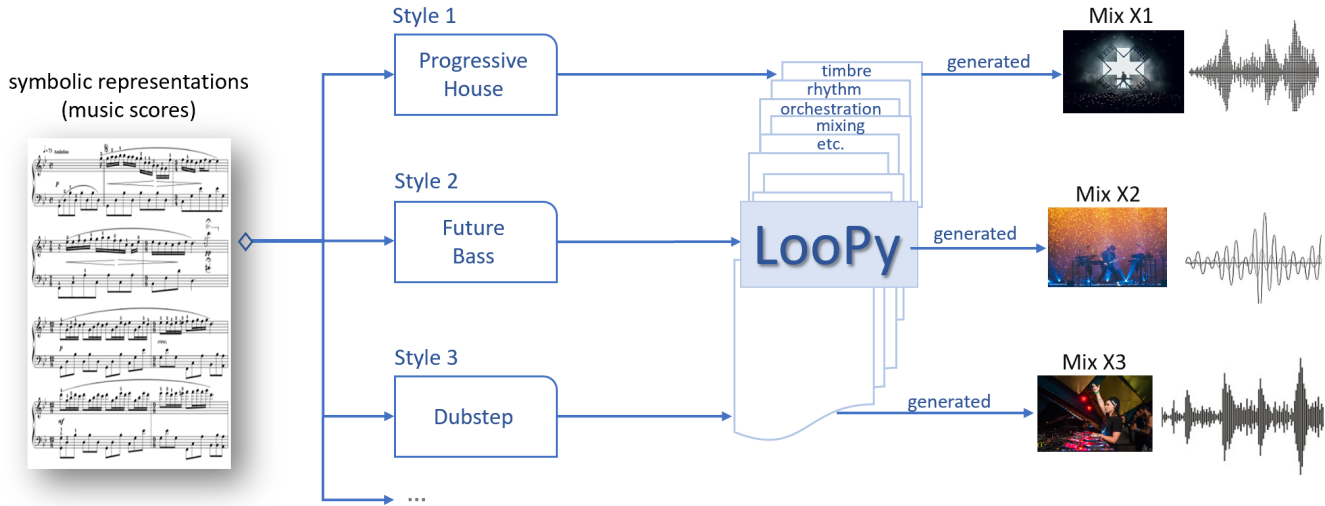 symbolic representations
(music scores)
Style 1
Progressive
House
Style 2
Future
Bass
Style 3
Dubstep
...
timbre
rhythm
orchestration
mixing
etc.
LooPy
generated
Mix X1
generated
Mix X2
generated
Mix X3